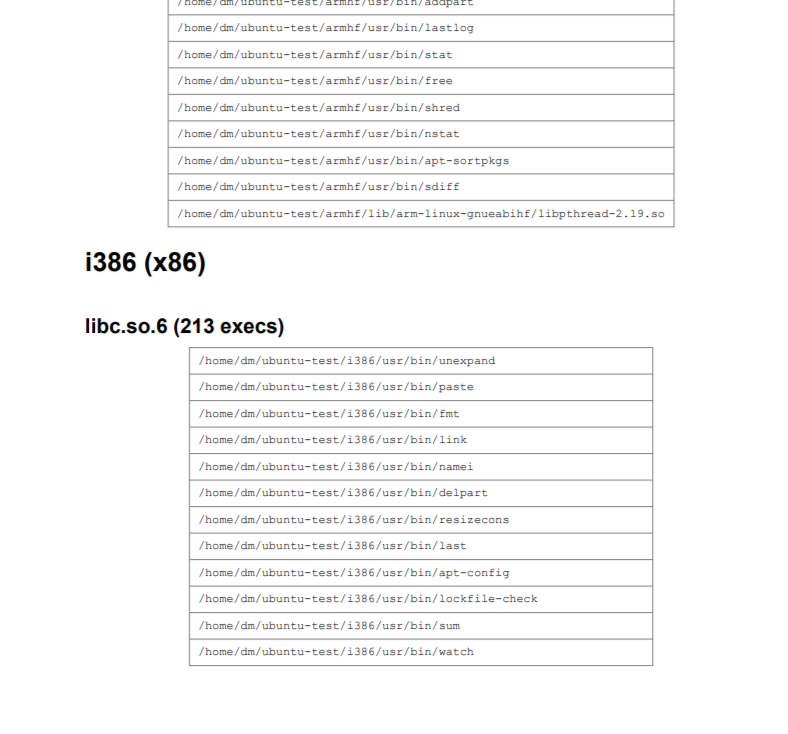 /home/dm/ubuntu-test/armhf/usr/bin/addpart
/home/dm/ubuntu-test/armhf/usr/bin/lastlog
/home/dm/ubuntu-test/armhf/usr/bin/stat
/home/dm/ubuntu-test/armhf/usr/bin/free
/home/dm/ubuntu-test/armhf/usr/bin/shred
/home/dm/ubuntu-test/armhf/usr/bin/nstat
/home/dm/ubuntu-test/armhf/usr/bin/apt-sortpkgs
/home/dm/ubuntu-test/armhf/usr/bin/sdiff
/home/dm/ubuntu-test/armhf/lib/arm-linux-gnueabihf/libpthread-2.19.so
i386 (x86)
libc.so.6 (213 execs)
/home/dm/ubuntu-test/i386/usr/bin/unexpand
/home/dm/ubuntu-test/i386/usr/bin/paste
/home/dm/ubuntu-test/i386/usr/bin/fmt
/home/dm/ubuntu-test/i386/usr/bin/link
/home/dm/ubuntu-test/i386/usr/bin/namei
/home/dm/ubuntu-test/i386/usr/bin/delpart
/home/dm/ubuntu-test/i386/usr/bin/resizecons
/home/dm/ubuntu-test/i386/usr/bin/last
/home/dm/ubuntu-test/i386/usr/bin/apt-config
/home/dm/ubuntu-test/i386/usr/bin/lockfile-check
/home/dm/ubuntu-test/i386/usr/bin/sum
/home/dm/ubuntu-test/i386/usr/bin/watch